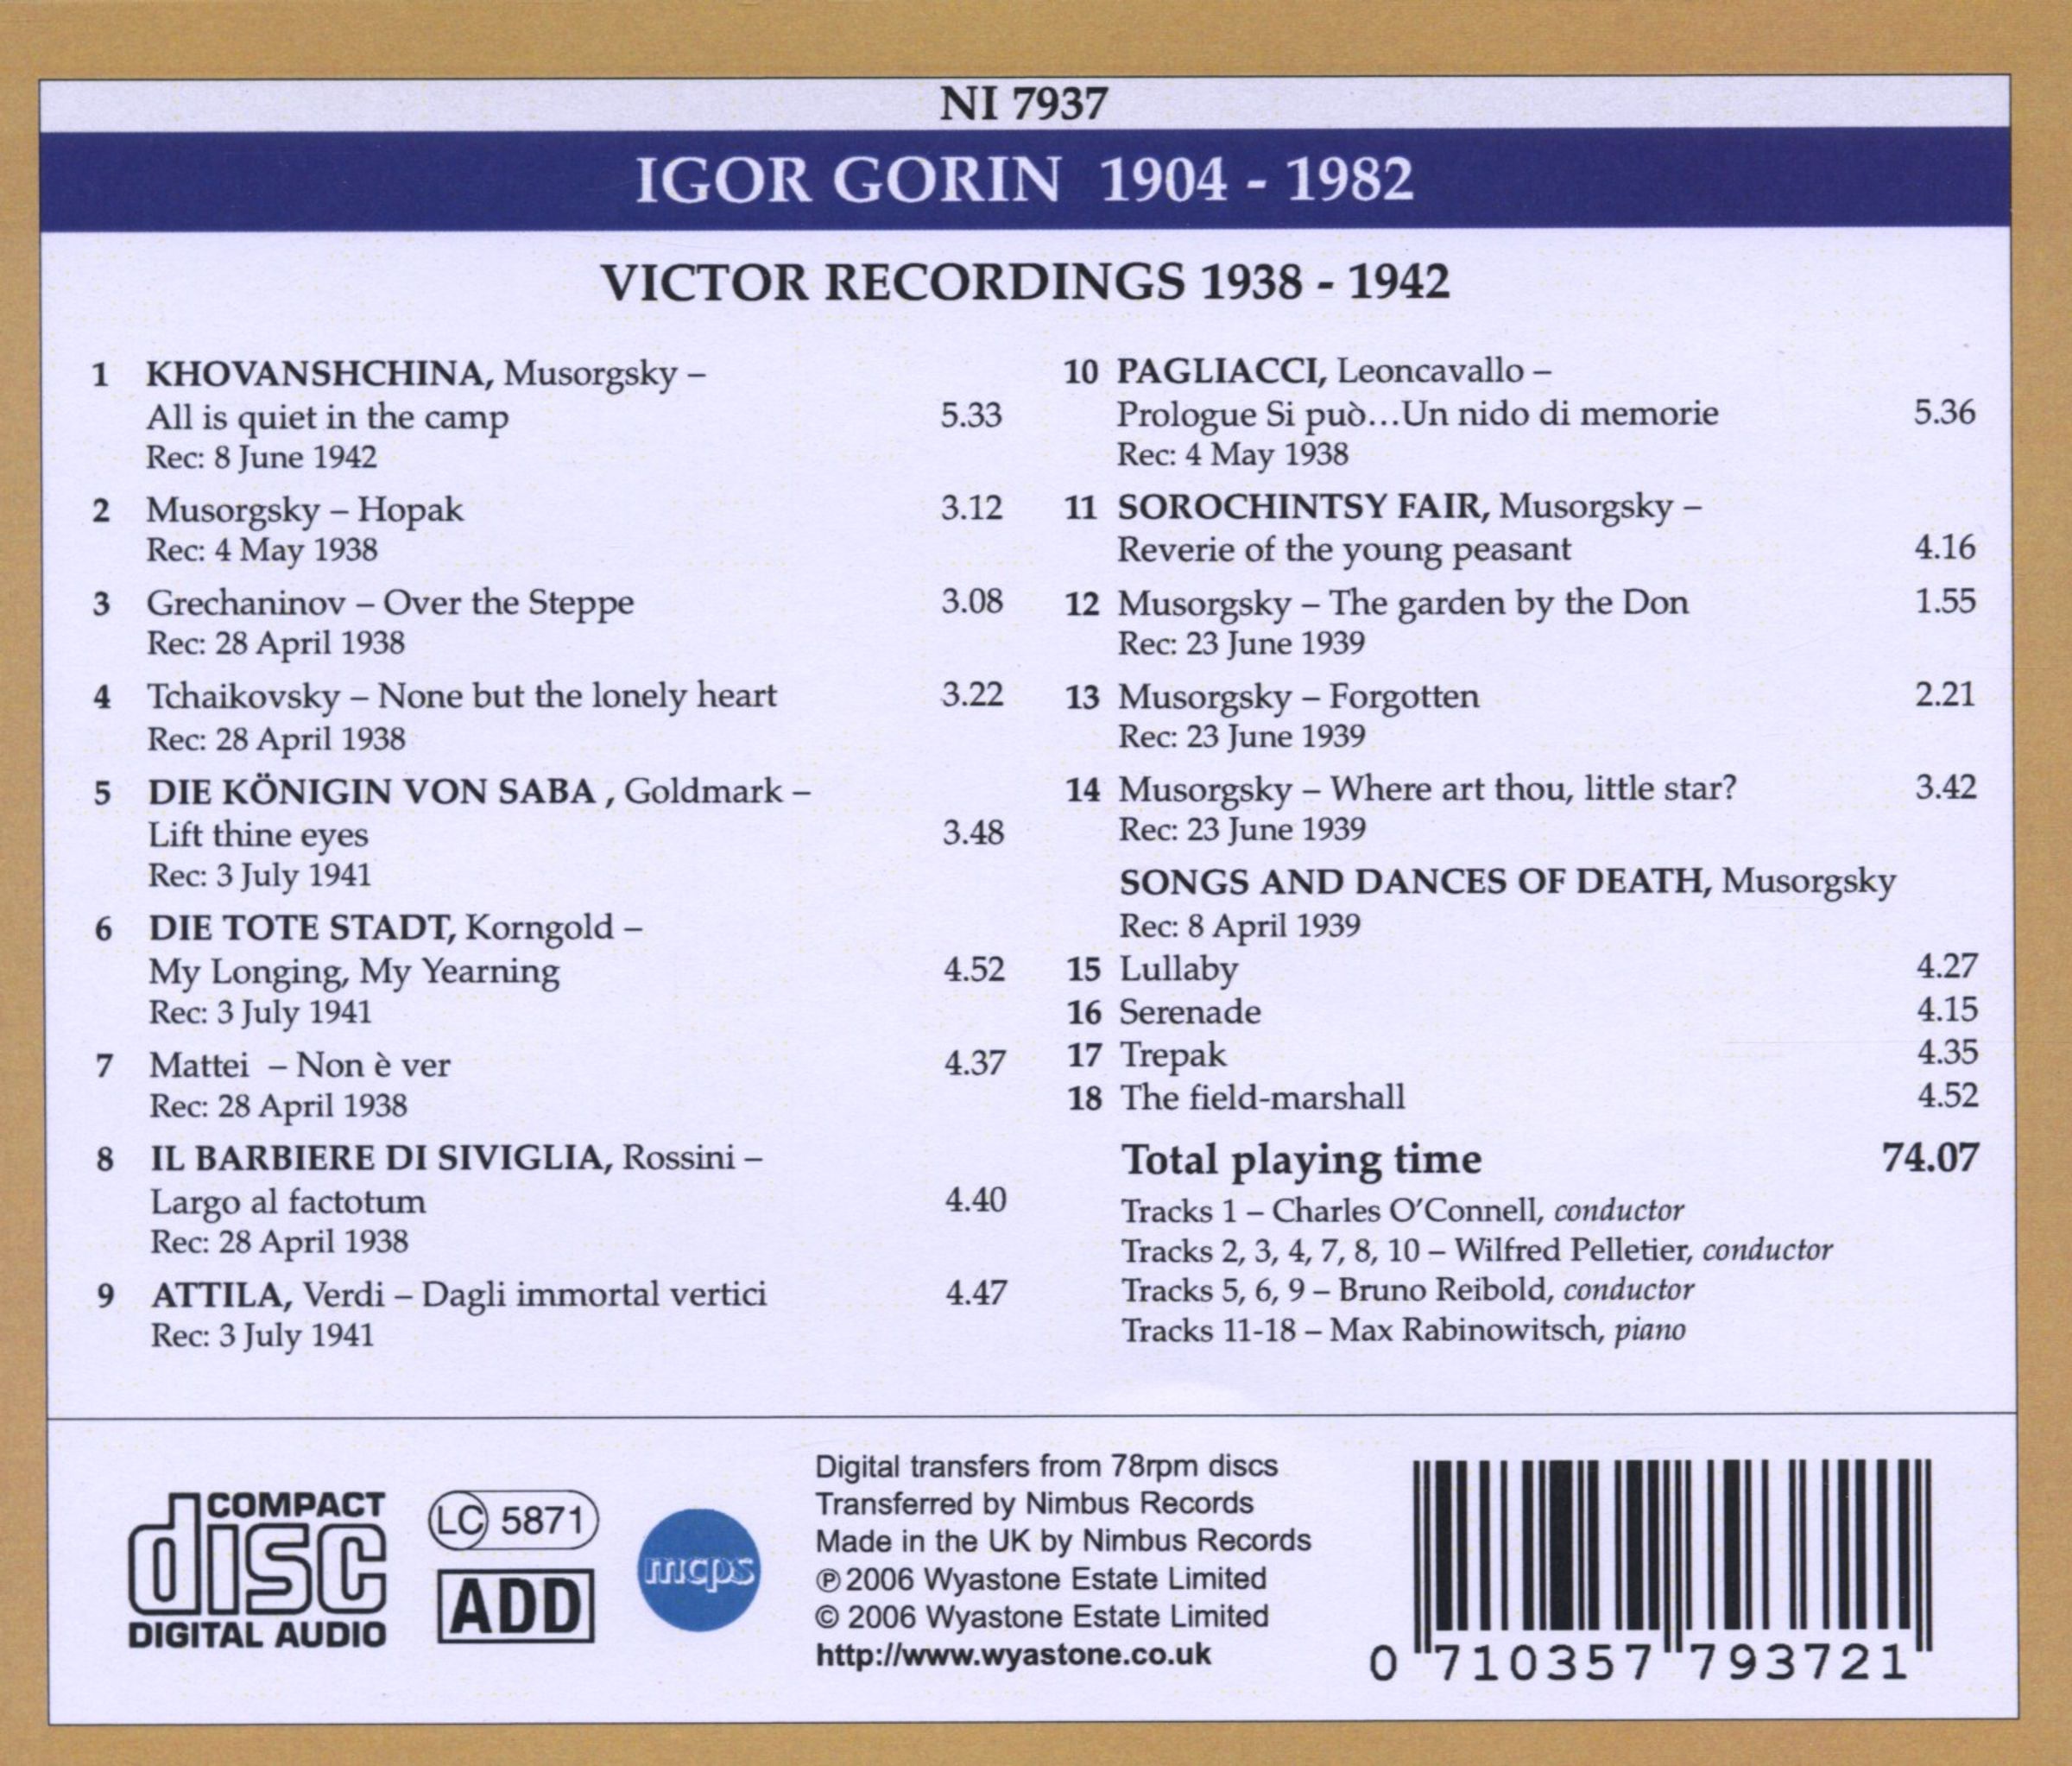 NI 7937
IGOR GORIN 1904 - 1982
VICTOR RECORDINGS 1938 - 1942
1 KHOVANSHCHINA, Musorgsky –
All is quiet in the camp 5.33
Rec: 8 June 1942
2 Musorgsky – Hopak 3.12
Rec: 4 May 1938
3 Grechaninov – Over the Steppe 3.08
Rec: 28 April 1938
4 Tchaikovsky – None but the lonely heart 3.22
Rec: 28 April 1938
5 DIE KÖNIGIN VON SABA , Goldmark –
Lift thine eyes 3.48
Rec: 3 July 1941
6 DIE TOTE STADT, Korngold –
My Longing, My Yearning 4.52
Rec: 3 July 1941
7 Mattei – Non è ver 4.37
Rec: 28 April 1938
8 IL BARBIERE DI SIVIGLIA, Rossini –
Largo al factotum 4.40
Rec: 28 April 1938
9 ATTILA, Verdi – Dagli immortal vertici 4.47
Rec: 3 July 1941
10 PAGLIACCI, Leoncavallo –
Prologue Si può...Un nido di memorie 5.36
Rec: 4 May 1938
11 SOROCHINTSY FAIR, Musorgsky –
Reverie of the young peasant 4.16
12 Musorgsky – The garden by the Don 1.55
Rec: 23 June 1939
13 Musorgsky – Forgotten 2.21
Rec: 23 June 1939
14 Musorgsky – Where art thou, little star? 3.42
Rec: 23 June 1939
SONGS AND DANCES OF DEATH, Musorgsky
Rec: 8 April 1939
15 Lullaby 4.27
16 Serenade 4.15
17 Trepak 4.35
18 The field-marshall 4.52
Total playing time 74.07
Tracks 1 – Charles O'Connell, conductor
Tracks 2, 3, 4, 7, 8, 10 – Wilfred Pelletier, conductor
Tracks 5, 6, 9 – Bruno Reibold, conductor
Tracks 11-18 – Max Rabinowitsch, piano
COMPACT
disc
DIGITAL AUDIO
LC 5871
ADD
mcps
Digital transfers from 78rpm discs
Transferred by Nimbus Records
Made in the UK by Nimbus Records
℗ 2006 Wyastone Estate Limited
© 2006 Wyastone Estate Limited
http://www.wyastone.co.uk
0 710357 793721